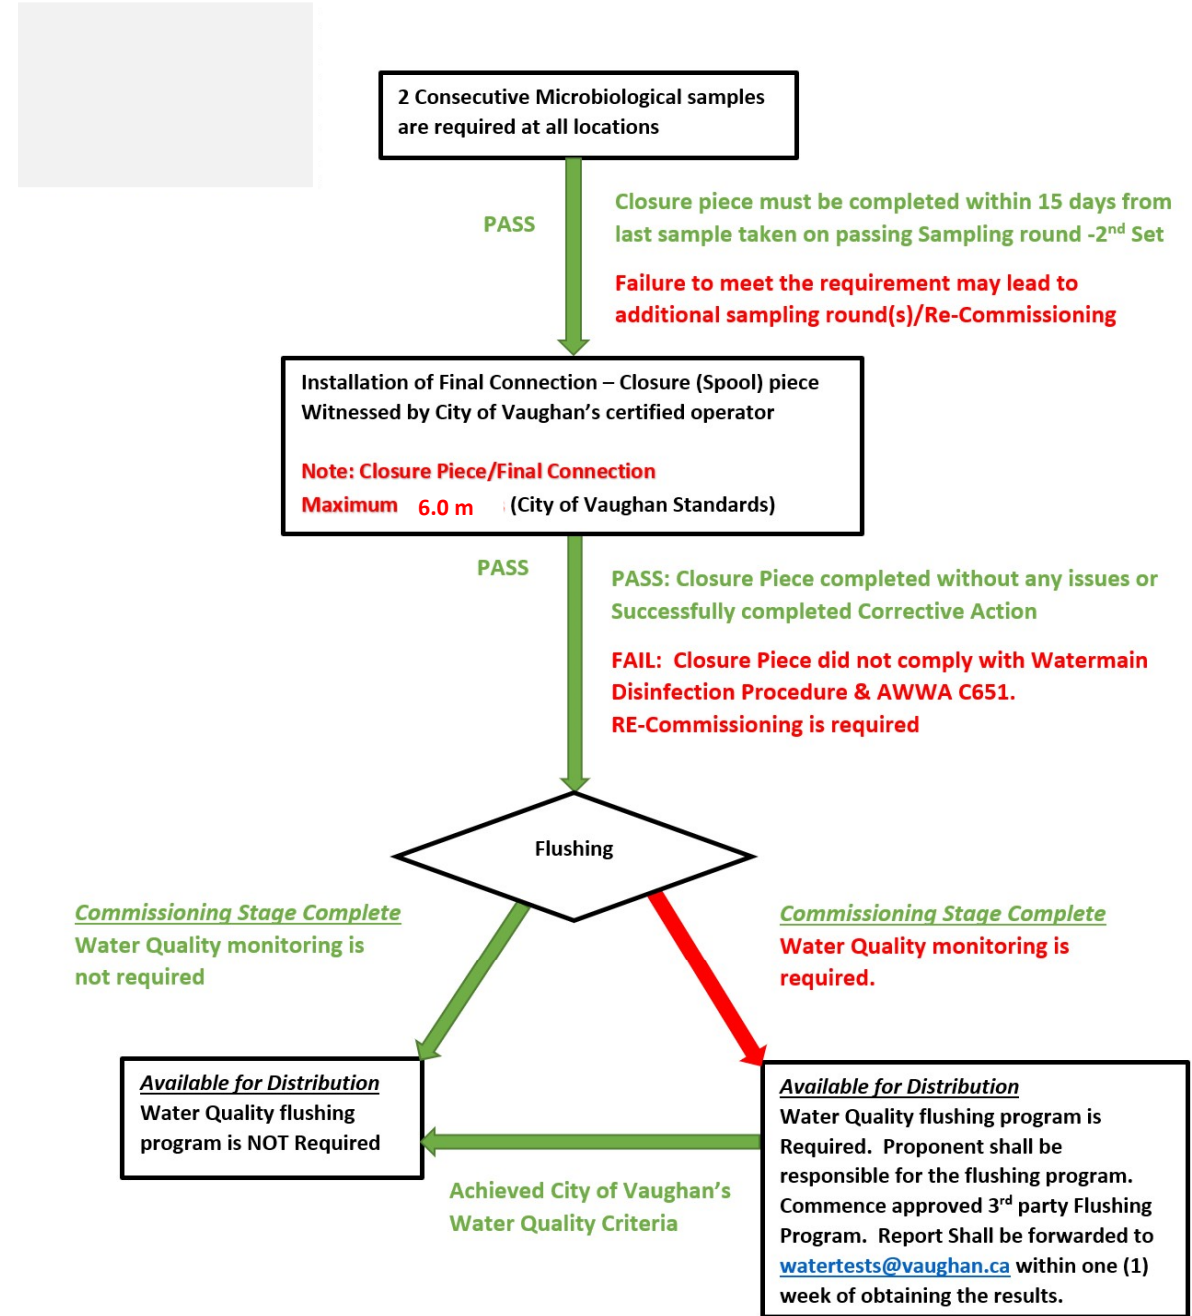 2 Consecutive Microbiological samples
are required at all locations
PASS
Closure piece must be completed within 15 days from
last sample taken on passing Sampling round -2nd Set
Failure to meet the requirement may lead to
additional sampling round(s)/Re-Commissioning
Installation of Final Connection – Closure (Spool) piece
Witnessed by City of Vaughan's certified operator
Note: Closure Piece/Final Connection
Maximum 6.0 m (City of Vaughan Standards)
PASS
PASS: Closure Piece completed without any issues or
Successfully completed Corrective Action
FAIL: Closure Piece did not comply with Watermain
Disinfection Procedure & AWWA C651.
RE-Commissioning is required
Flushing
Commissioning Stage Complete
Water Quality monitoring is
not required
Commissioning Stage Complete
Water Quality monitoring is
required.
Available for Distribution
Water Quality flushing
program is NOT Required
Achieved City of Vaughan's
Water Quality Criteria
Available for Distribution
Water Quality flushing program is
Required. Proponent shall be
responsible for the flushing program.
Commence approved 3rd party Flushing
Program. Report Shall be forwarded to
watertests@vaughan.ca within one (1)
week of obtaining the results.